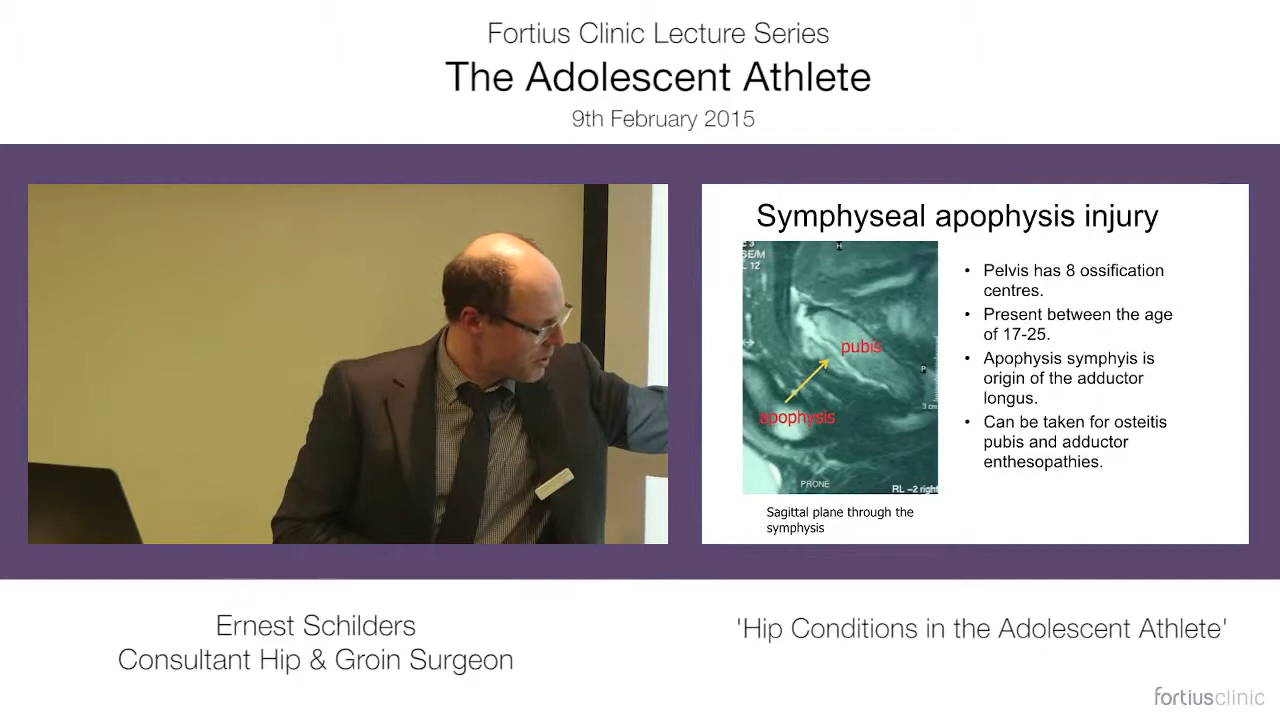 Fortius Clinic Lecture Series
The Adolescent Athlete
9th February 2015
Symphyseal apophysis injury
SE/M
L 12
H
pubis
apophysis
P
3 cm
PRONE
RL -2 right
Sagittal plane through the
symphysis
• Pelvis has 8 ossification
centres.
• Present between the age
of 17-25.
• Apophysis symphyis is
origin of the adductor
longus.
• Can be taken for osteitis
pubis and adductor
enthesopathies.
Ernest Schilders
Consultant Hip & Groin Surgeon
'Hip Conditions in the Adolescent Athlete'
fortiusclinic